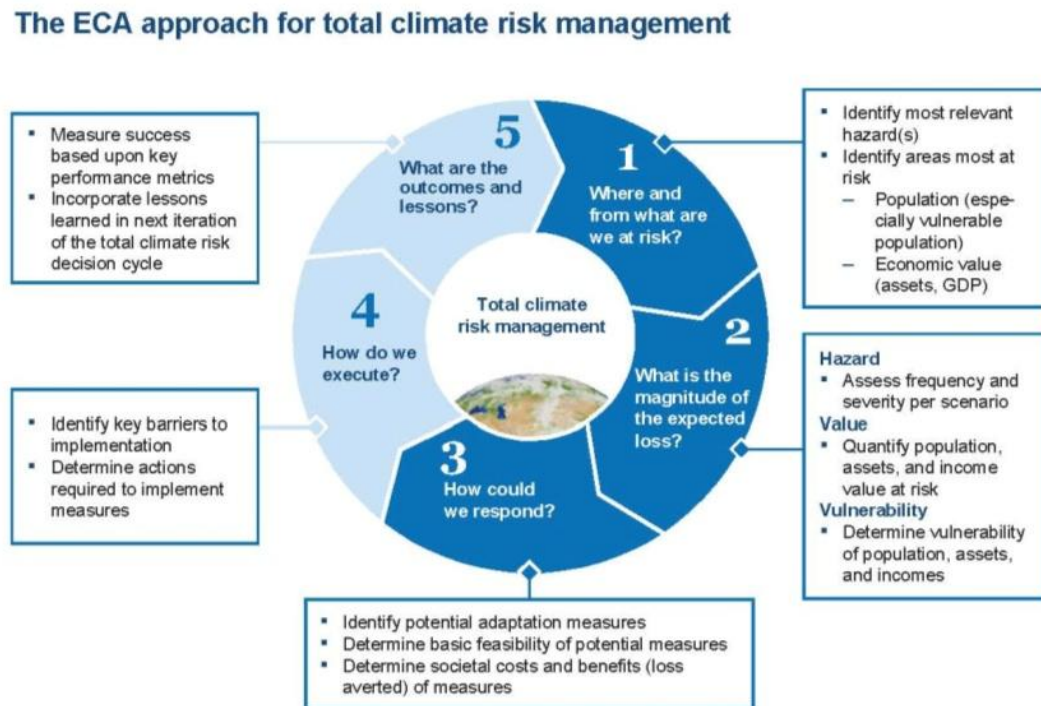 The ECA approach for total climate risk management
▪ Measure success
based upon key
performance metrics
▪ Incorporate lessons
learned in next iteration
of the total climate risk
decision cycle
5
What are the
outcomes and
lessons?
1
Where and
from what are
we at risk?
▪ Identify most relevant
hazard(s)
▪ Identify areas most at
risk
– Population (espe-
cially vulnerable
population)
– Economic value
(assets, GDP)
Total climate
risk management
4
How do we
execute?
2
What is the
magnitude of
the expected
loss?
Hazard
▪ Assess frequency and
severity per scenario
Value
▪ Quantify population,
assets, and income
value at risk
Vulnerability
▪ Determine vulnerability
of population, assets,
and incomes
▪ Identify key barriers to
implementation
▪ Determine actions
required to implement
measures
3
How could
we respond?
▪ Identify potential adaptation measures
▪ Determine basic feasibility of potential measures
▪ Determine societal costs and benefits (loss
averted) of measures